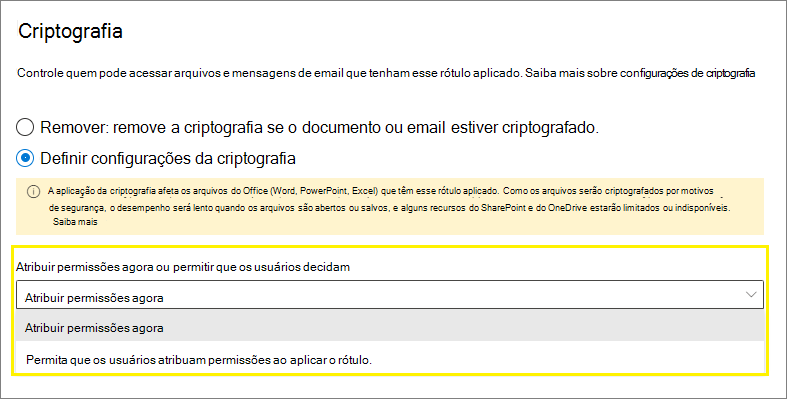 Criptografia
Controle quem pode acessar arquivos e mensagens de email que tenham esse rótulo aplicado. Saiba mais sobre configurações de criptografia
Remover: remove a criptografia se o documento ou email estiver criptografado.
Definir configurações da criptografia
A aplicação da criptografia afeta os arquivos do Office (Word, PowerPoint, Excel) que têm esse rótulo aplicado. Como os arquivos serão criptografados por motivos
de segurança, o desempenho será lento quando os arquivos são abertos ou salvos, e alguns recursos do SharePoint e do OneDrive estarão limitados ou indisponíveis.
Saiba mais
Atribuir permissões agora ou permitir que os usuários decidam
Atribuir permissões agora
Atribuir permissões agora
Permita que os usuários atribuam permissões ao aplicar o rótulo.